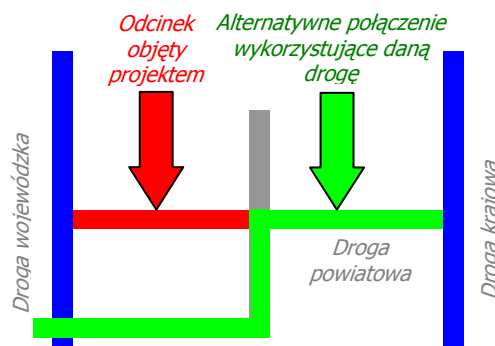 Odcinek
objęty
projektem
Alternatywne połączenie
wykorzystujące daną
drogę
Droga wojewódzka
Droga
powiatowa
Droga krajowa